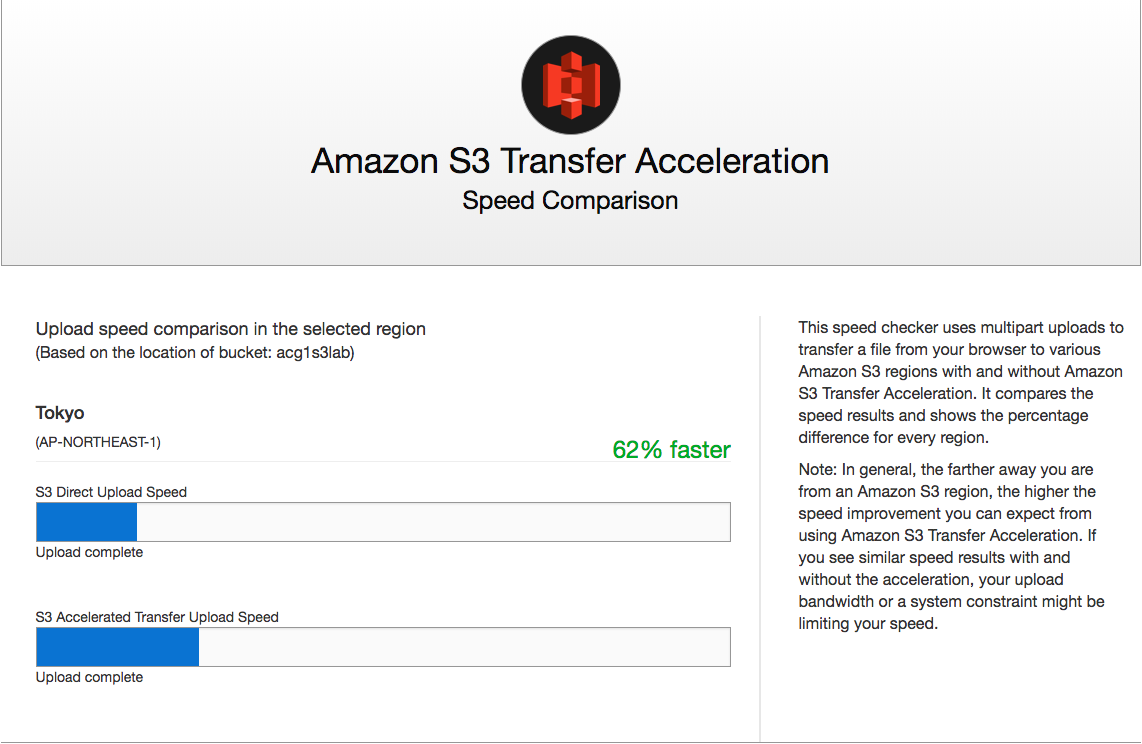 Amazon S3 Transfer Acceleration
Speed Comparison
Upload speed comparison in the selected region
(Based on the location of bucket: acg1s3lab)
Tokyo
(AP-NORTHEAST-1)
62% faster
S3 Direct Upload Speed
Upload complete
S3 Accelerated Transfer Upload Speed
Upload complete
This speed checker uses multipart uploads to
transfer a file from your browser to various
Amazon S3 regions with and without Amazon
S3 Transfer Acceleration. It compares the
speed results and shows the percentage
difference for every region.
Note: In general, the farther away you are
from an Amazon S3 region, the higher the
speed improvement you can expect from
using Amazon S3 Transfer Acceleration. If
you see similar speed results with and
without the acceleration, your upload
bandwidth or a system constraint might be
limiting your speed.